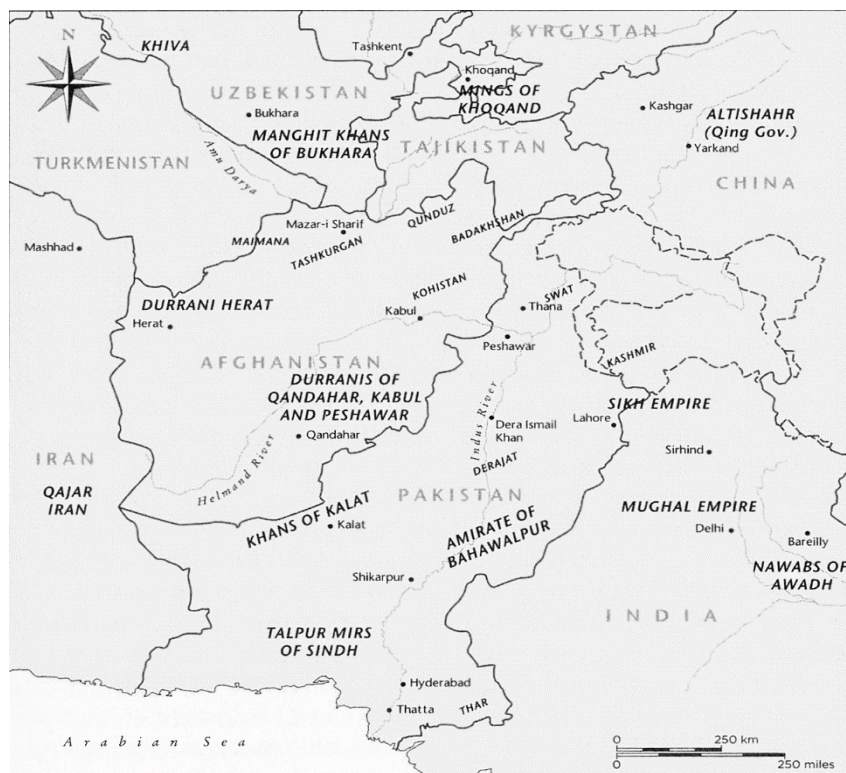 KYRGYSTAN
N
KHIVA
Tashkent
Khoqand
UZBEKISTAN
MINGS OF
KHOQAND
Kashgar
ALTISHAHR
(Qing Gov.)
Bukhara
MANGHIT KHANS
OF BUKHARA
TAJIKISTAN
Yarkand
TURKMENISTAN
Amu Darya
CHINA
QUNDUZ
BADAKHSHAN
Mazar-i Sharif
MAIMANA
TASHKURGAN
Mashhad
KOHISTAN
SWAT
DURRANI HERAT
Thana
Kabul
Herat
Peshawar
KASHMIR
AFGHANISTAN
DURRANIS OF
QANDAHAR, KABUL
AND PESHAWAR
Indus River
SIKH EMPIRE
Dera Ismail
Khan
Lahore
Qandahar
Sirhind
IRAN
Helmand River
DERAJAT
QAJAR
IRAN
PAKISTAN
KHANS OF KALAT
Kalat
AMIRATE OF
BAHAWALPUR
MUGHAL EMPIRE
Delhi
Bareilly
NAWABS OF
AWADH
Shikarpur
INDIA
TALPUR MIRS
OF SINDH
Hyderabad
Thatta
THAR
Arabian Sea
0 250 km
0 250 miles